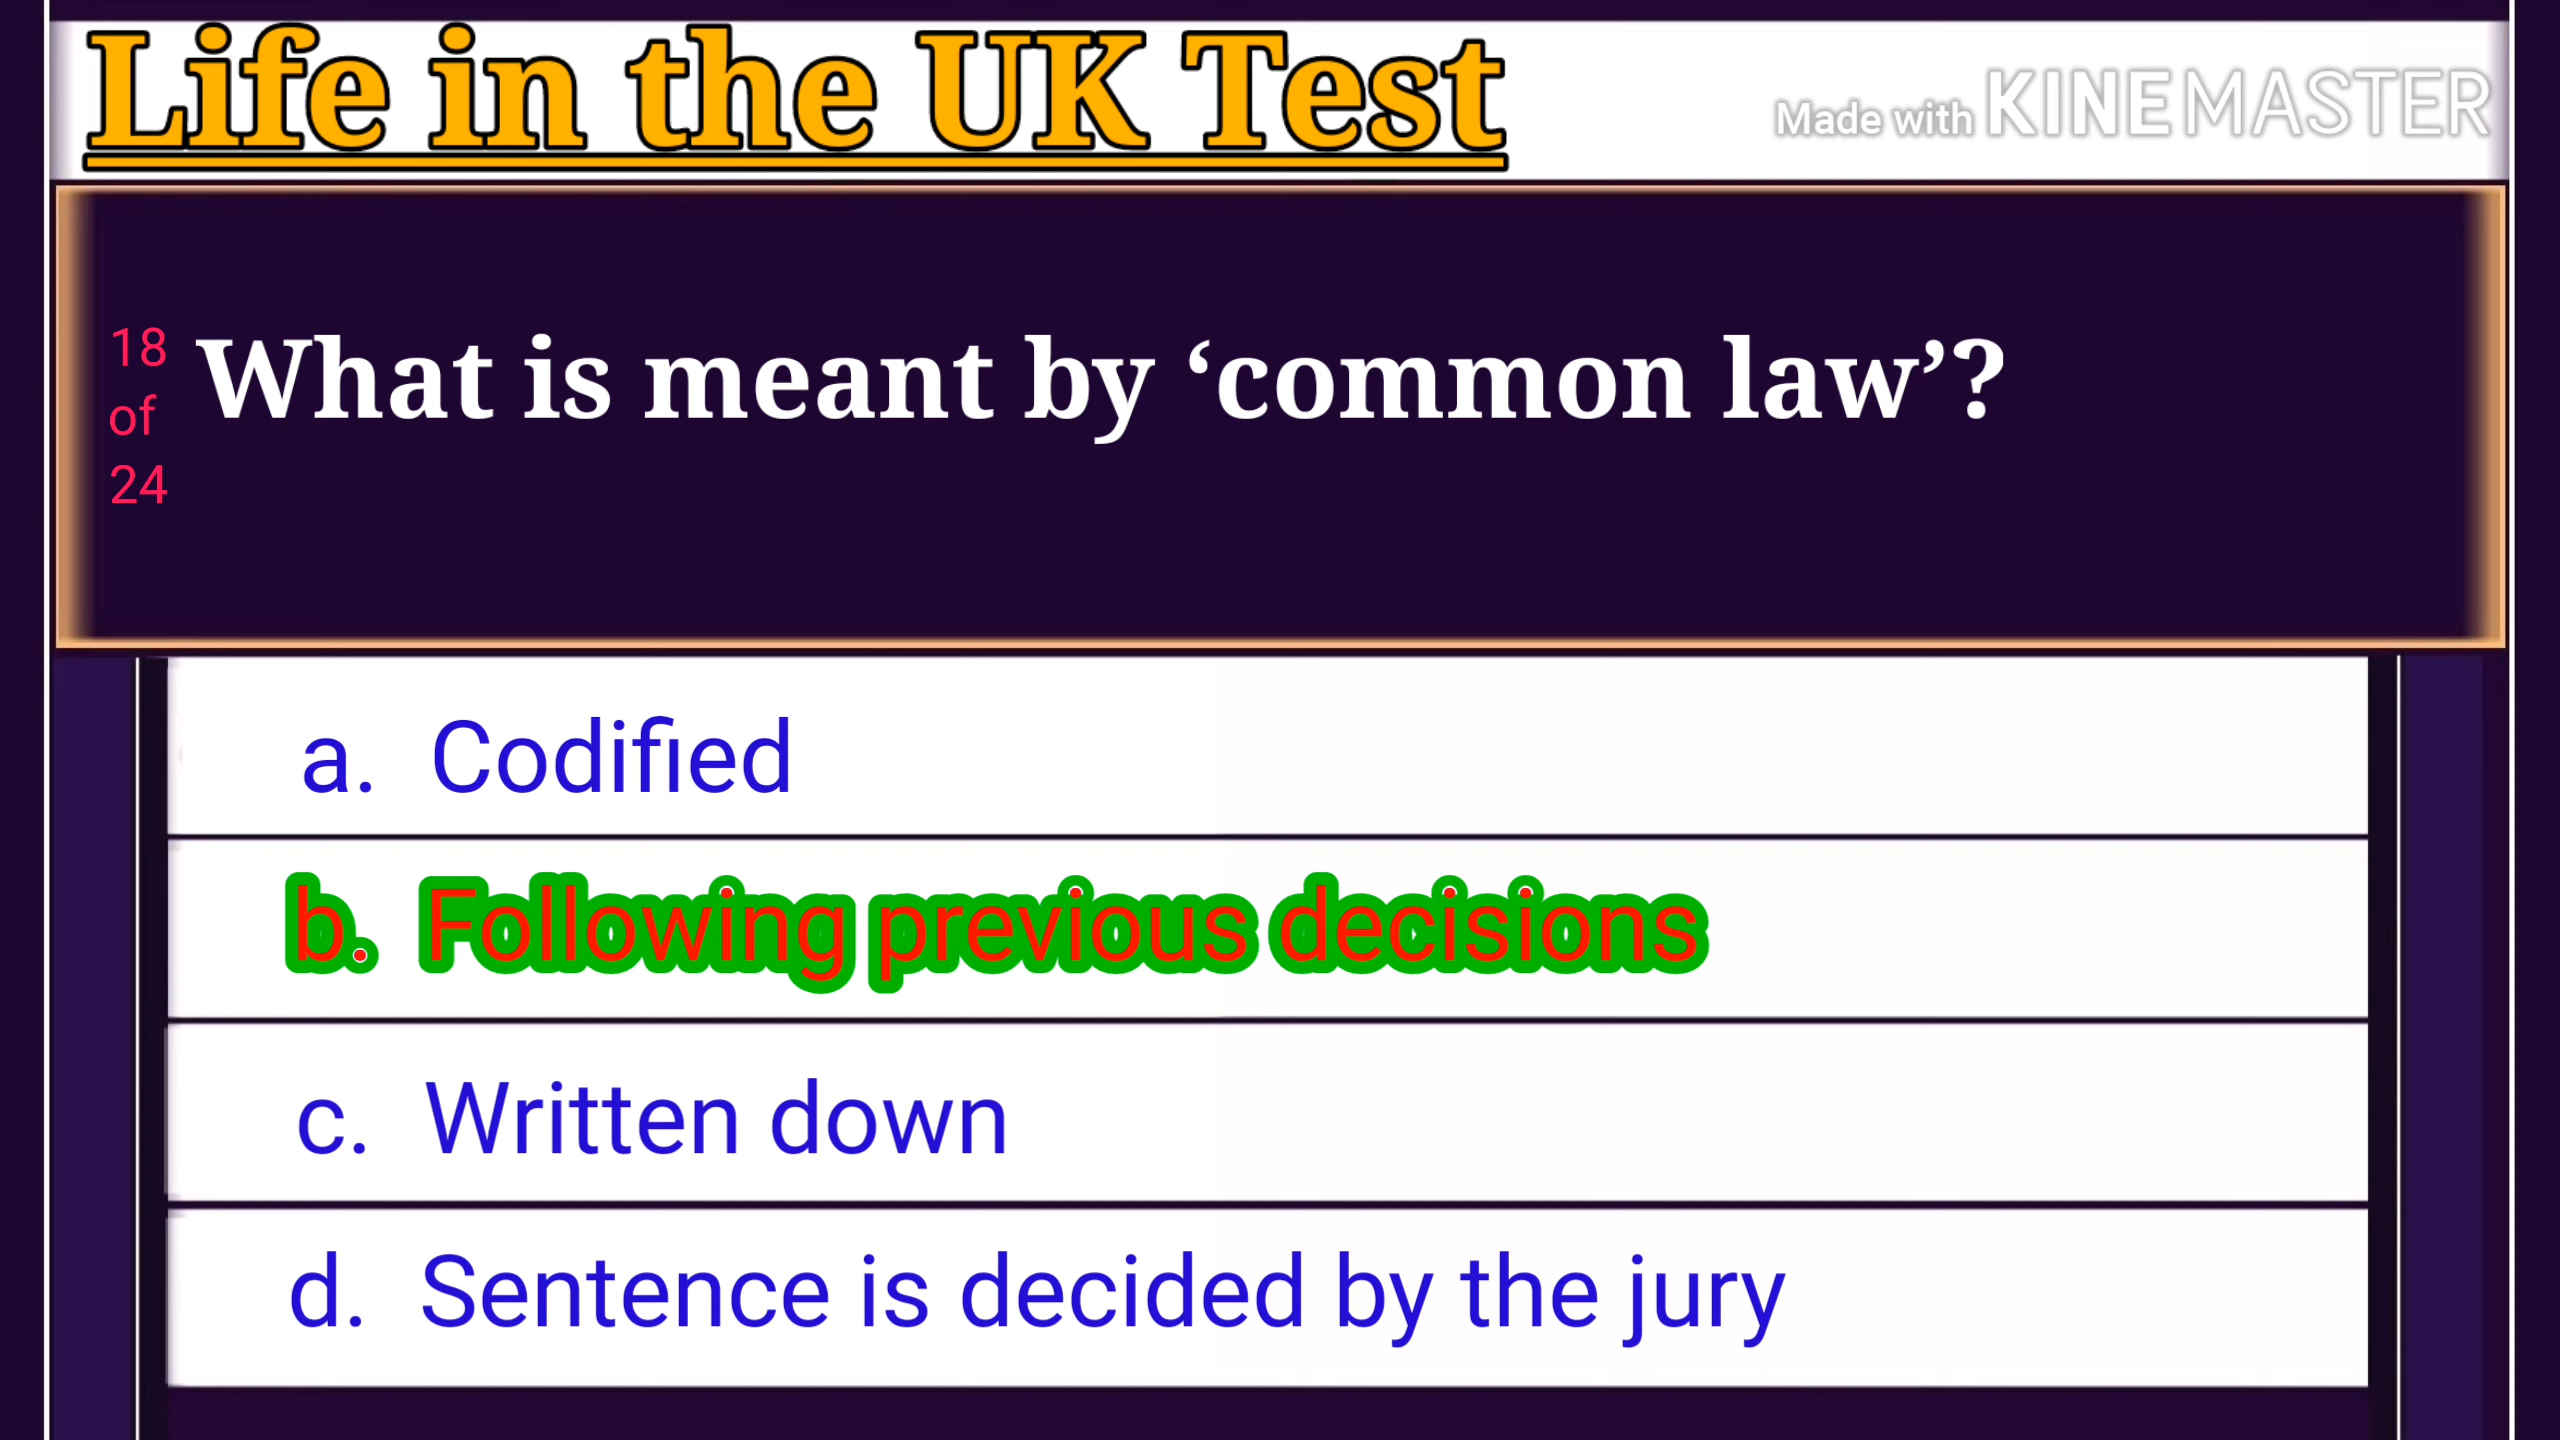 Life in the UK Test
Made with KINEMASTER
18
of
24
What is meant by ‘common law’?
a. Codified
b. Following previous decisions
c. Written down
d. Sentence is decided by the jury